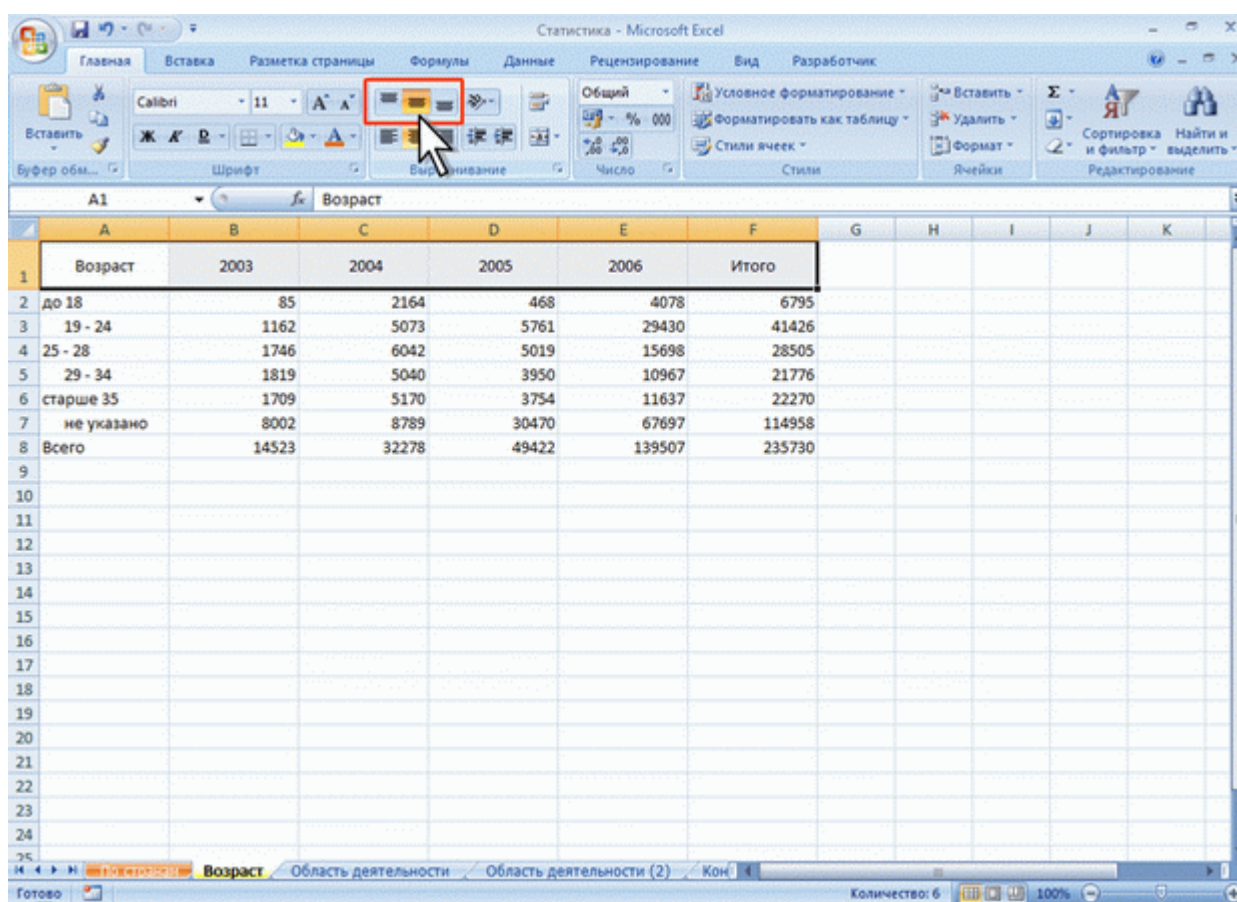 Статистика - Microsoft Excel
Главная Вставка Разметка страницы Формулы Данные Рецензирование Вид Разработчик
Calibri 11 A A Общий Условное форматирование Вставить Σ
Вставить Ж К Ч % 000 Форматировать как таблицу Удалить Сортировка Найти и
A Стили ячеек Формат и фильтр выделить
Буфер обм... Шрифт Выравнивание Число Стили Ячейки Редактирование
A1 fx Возраст
A B C D E F G H I J K
1 Возраст 2003 2004 2005 2006 Итого
2 до 18 85 2164 468 4078 6795
3 19 - 24 1162 5073 5761 29430 41426
4 25 - 28 1746 6042 5019 15698 28505
5 29 - 34 1819 5040 3950 10967 21776
6 старше 35 1709 5170 3754 11637 22270
7 не указано 8002 8789 30470 67697 114958
8 Всего 14523 32278 49422 139507 235730
9
10
11
12
13
14
15
16
17
18
19
20
21
22
23
24
25
По странам Возраст Область деятельности Область деятельности (2) Кон
Готово Количество: 6 100%